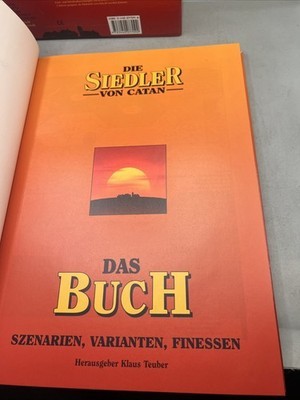 DIE
SIEDLER
VON CATAN
DAS
BUCH
SZENARIEN, VARIANTEN, FINESSEN
Herausgeber Klaus Teuber